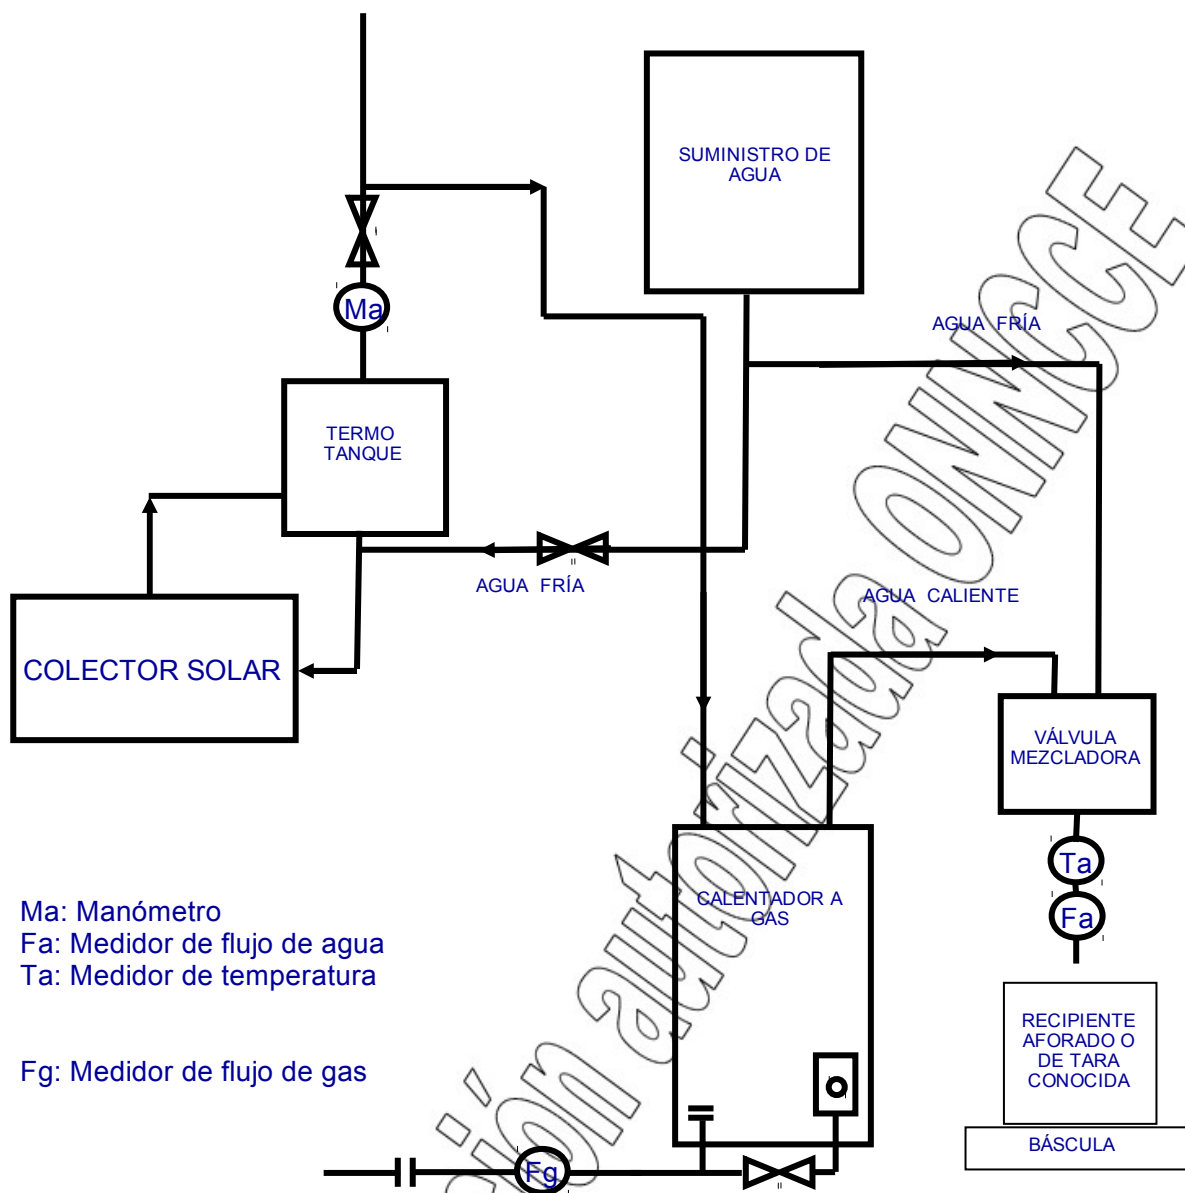 SUMINISTRO DE
AGUA
Ma
AGUA FRÍA
TERMO
TANQUE
AGUA FRÍA
AGUA CALIENTE
COLECTOR SOLAR
VÁLVULA
MEZCLADORA
Ta
Fa
CALENTADOR A
GAS
Ma: Manómetro
Fa: Medidor de flujo de agua
Ta: Medidor de temperatura
Fg: Medidor de flujo de gas
RECIPIENTE
AFORADO O
DE TARA
CONOCIDA
BÁSCULA
Fg
ión autorizada ONNCCE